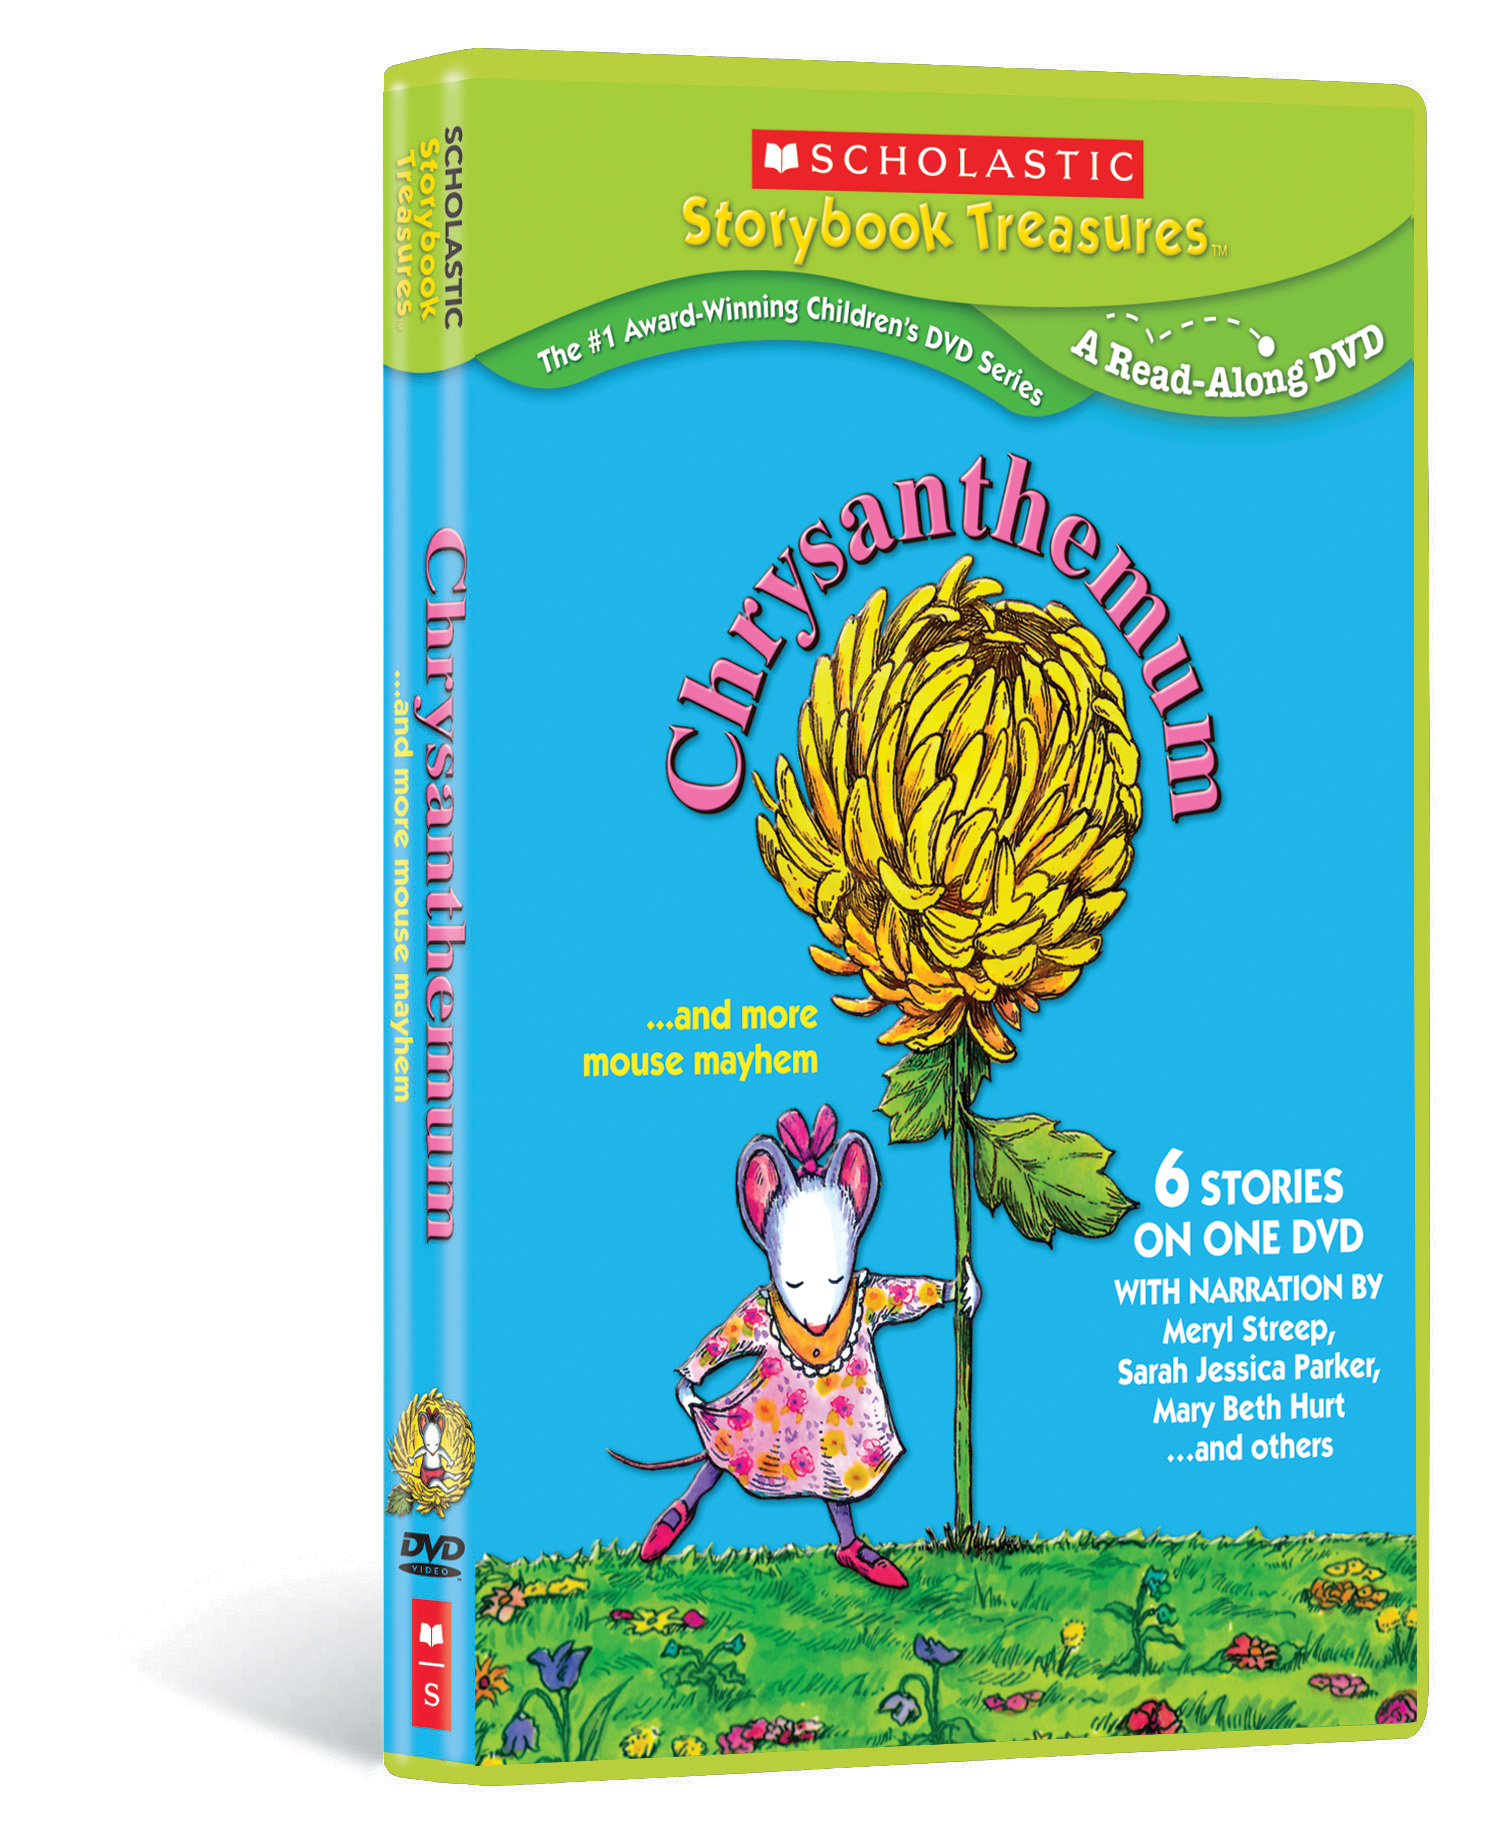 SCHOLASTIC
Storybook Treasures™
The #1 Award-Winning Children's DVD Series
A Read-Along DVD
Chrysanthemum
...and more
mouse mayhem
6 STORIES
ON ONE DVD
WITH NARRATION BY
Meryl Streep,
Sarah Jessica Parker,
Mary Beth Hurt
...and others
SCHOLASTIC
Storybook
Treasures™
Chrysanthemum
...and more mouse mayhem
DVD
VIDEO™
S